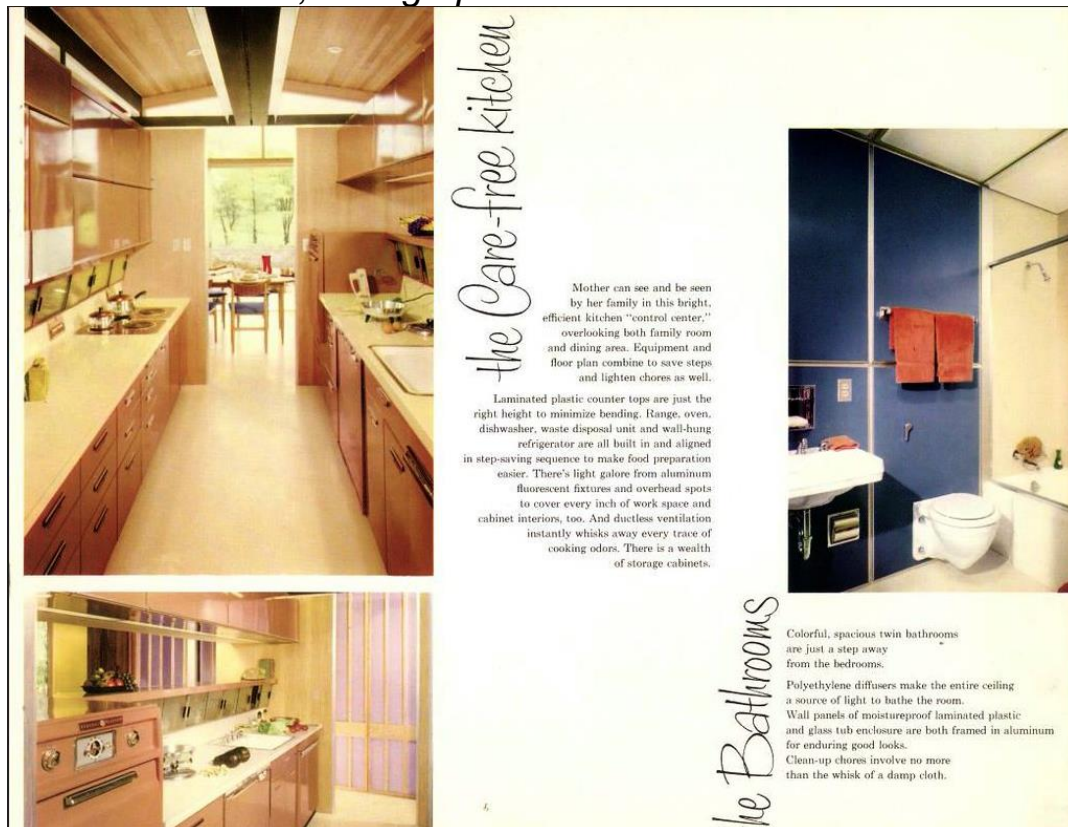 the Care-free kitchen
Mother can see and be seen
by her family in this bright,
efficient kitchen "control center,"
overlooking both family room
and dining area. Equipment and
floor plan combine to save steps
and lighten chores as well.
Laminated plastic counter tops are just the
right height to minimize bending. Range, oven,
dishwasher, waste disposal unit and wall-hung
refrigerator are all built in and aligned
in step-saving sequence to make food preparation
easier. There's light galore from aluminum
fluorescent fixtures and overhead spots
to cover every inch of work space and
cabinet interiors, too. And ductless ventilation
instantly whisks away every trace of
cooking odors. There is a wealth
of storage cabinets.
he Bathrooms
Colorful, spacious twin bathrooms
are just a step away
from the bedrooms.
Polyethylene diffusers make the entire ceiling
a source of light to bathe the room.
Wall panels of moistureproof laminated plastic
and glass tub enclosure are both framed in aluminum
for enduring good looks.
Clean-up chores involve no more
than the whisk of a damp cloth.